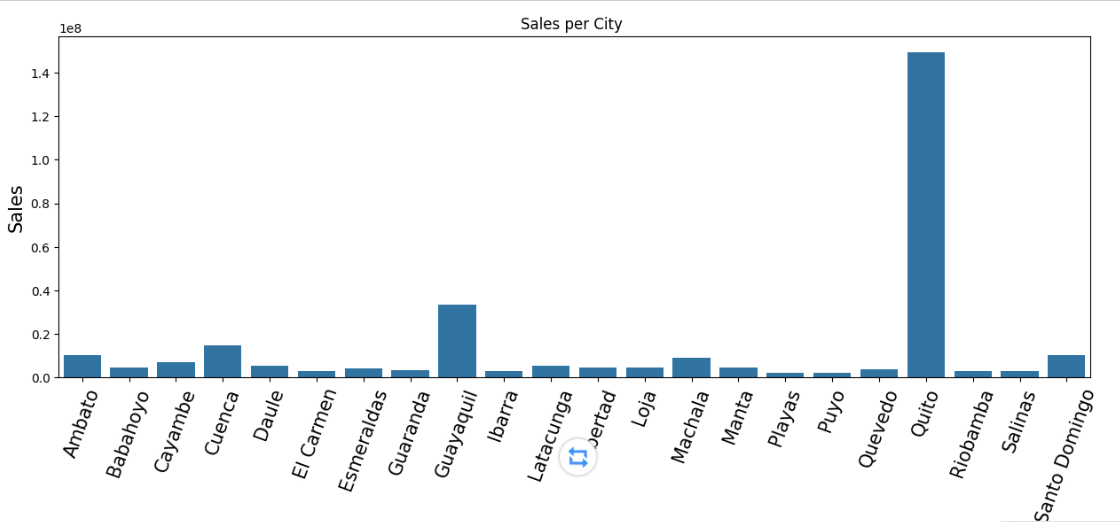 Sales per City
1e8
1.4
1.2
1.0
0.8
0.6
0.4
0.2
0.0
Sales
Ambato
Babahoyo
Cayambe
Cuenca
Daule
El Carmen
Esmeraldas
Guaranda
Guayaquil
Ibarra
Latacunga
Loja
Machala
Manta
Playas
Puyo
Quevedo
Quito
Riobamba
Salinas
Santo Domingo